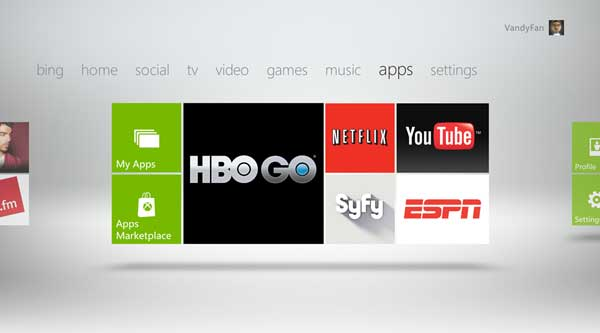 VandyFan
bing home social tv video games music apps settings
My Apps
Apps
Marketplace
HBO GO
NETFLIX
YouTube
TM
Syfy
ESPN
.fm
Profile
Settings